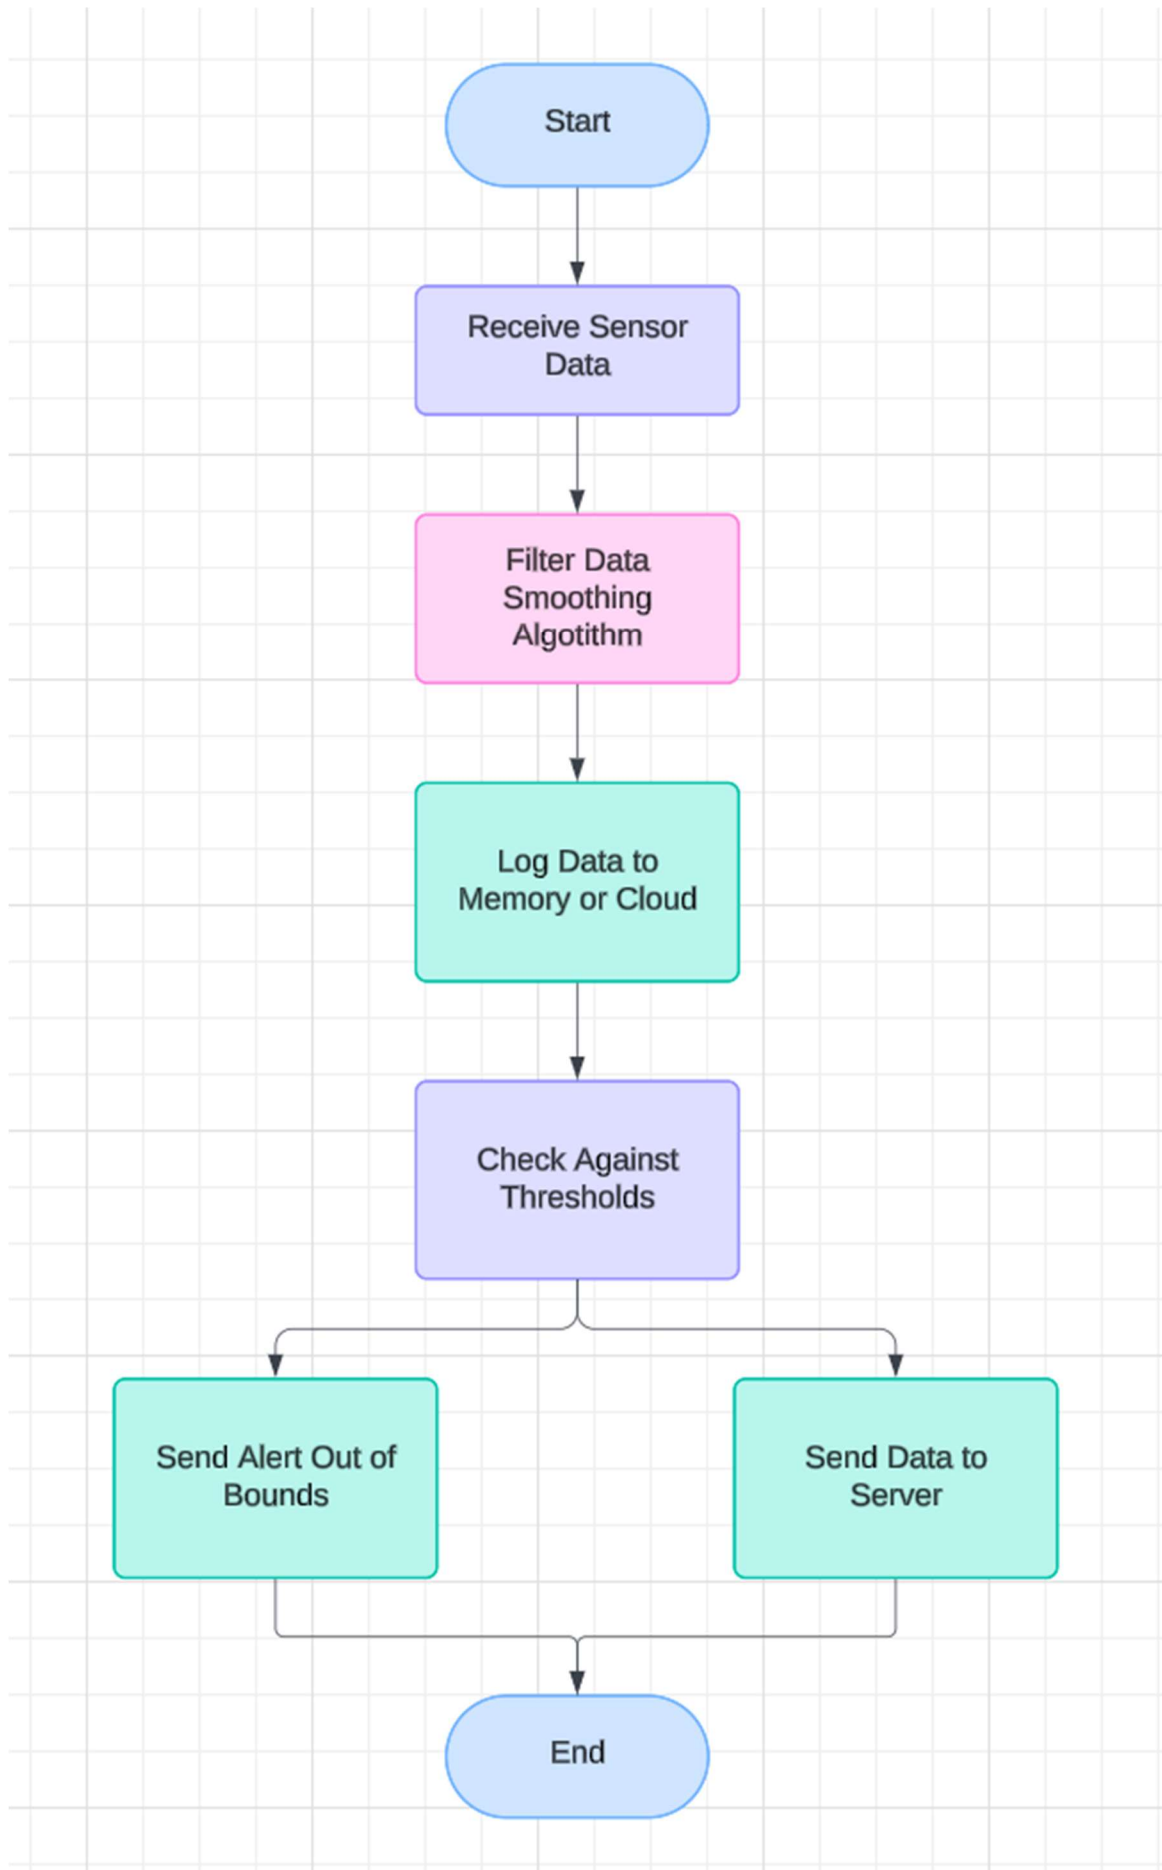 Start
Receive Sensor
Data
Filter Data
Smoothing
Algotithm
Log Data to
Memory or Cloud
Check Against
Thresholds
Send Alert Out of
Bounds
Send Data to
Server
End